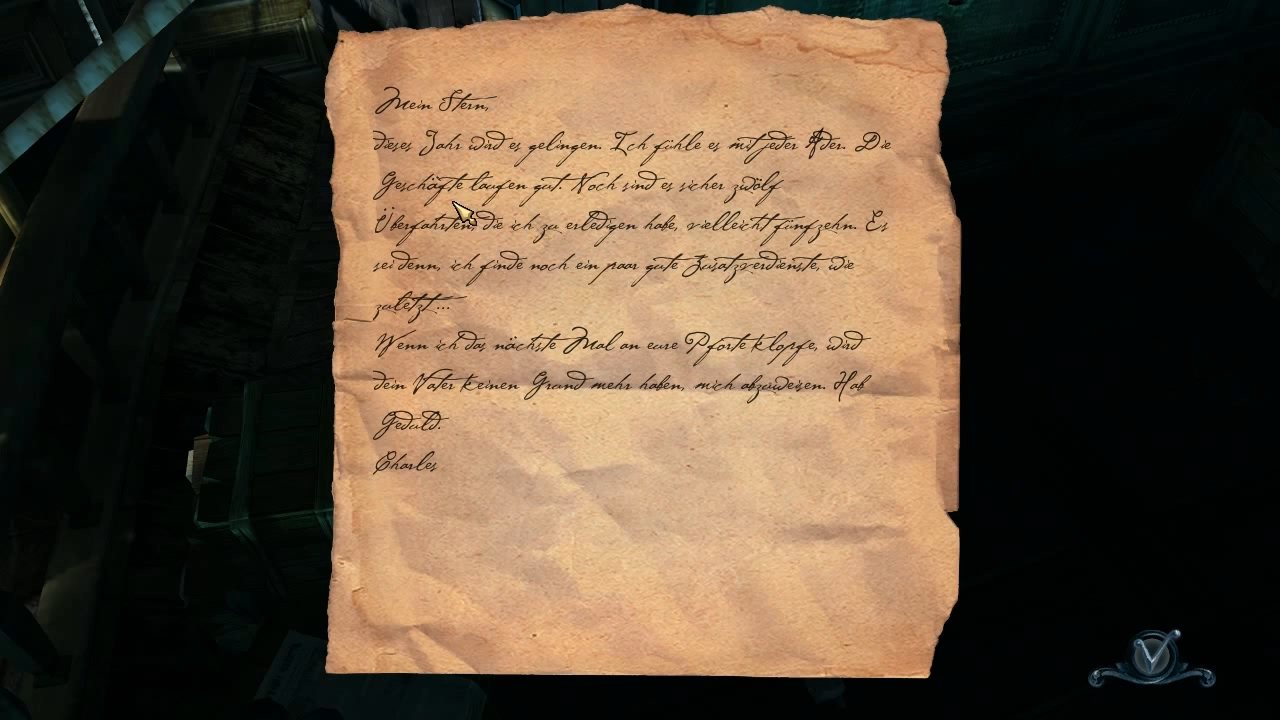 Mein Stern,
dieses Jahr wird es gelingen. Ich fühle es mit jeder Ader. Die
Geschäfte laufen gut. Noch sind es sicher zwölf
Überfahrten, die ich zu erledigen habe, vielleicht fünfzehn. Es
sei denn, ich finde noch ein paar gute Zusatzverdienste, wie
zuletzt ...
Wenn ich das nächste Mal an eure Pforte klopfe, wird
dein Vater keinen Grund mehr haben, mich abzuweisen. Hab
Geduld.
Charles